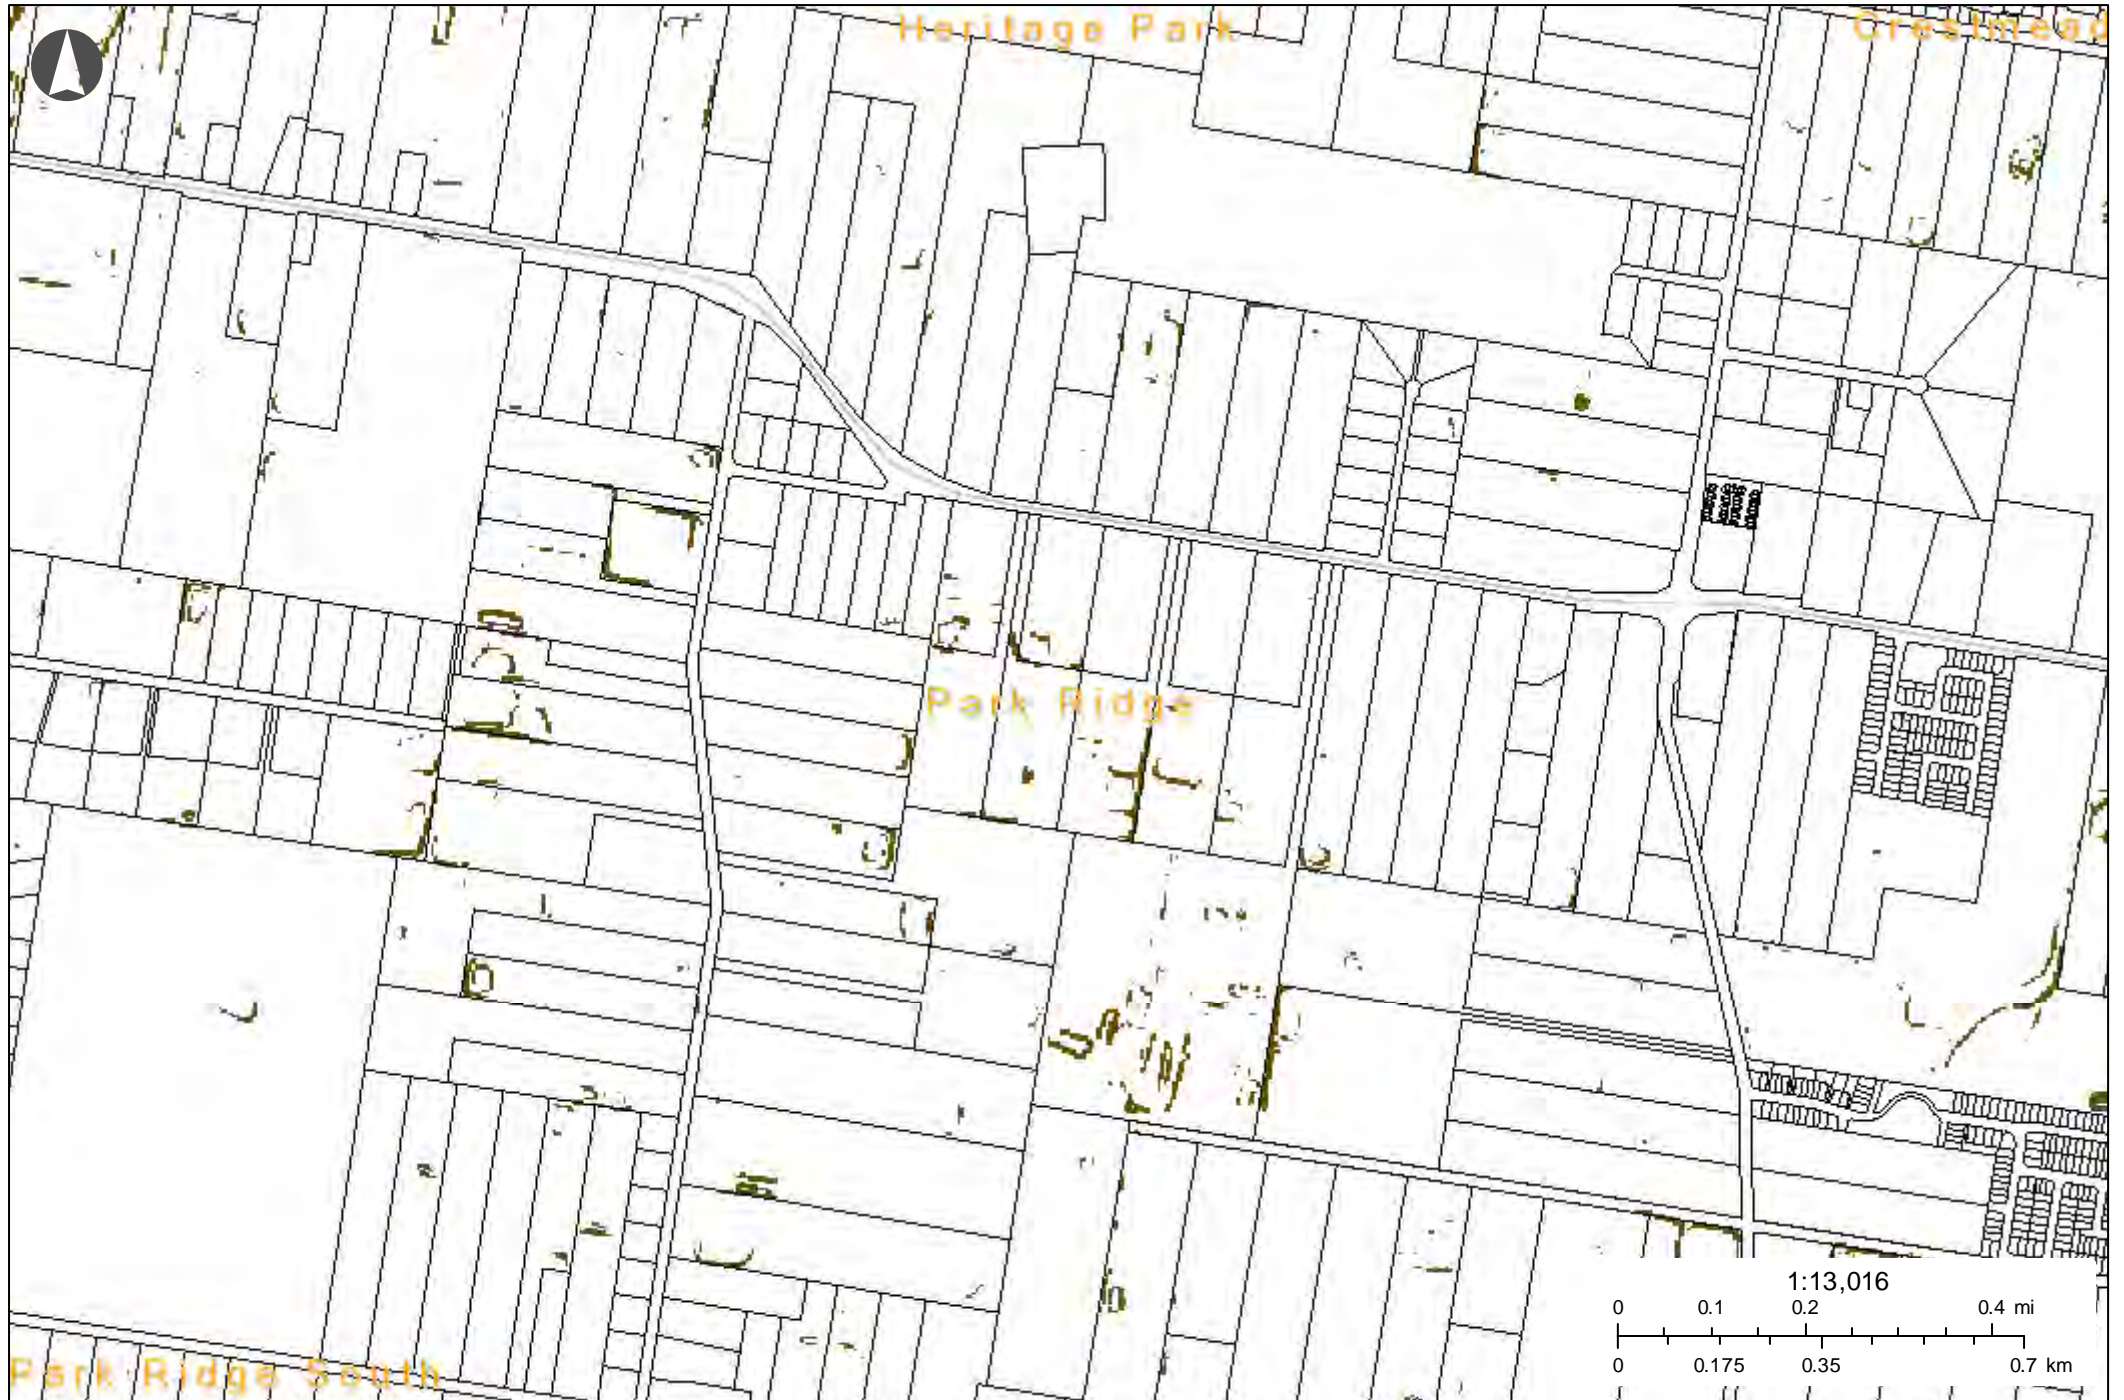 Heritage Park
Crestmead
Park Ridge
Park Ridge South
1:13,016
0 0.1 0.2 0.4 mi
0 0.175 0.35 0.7 km